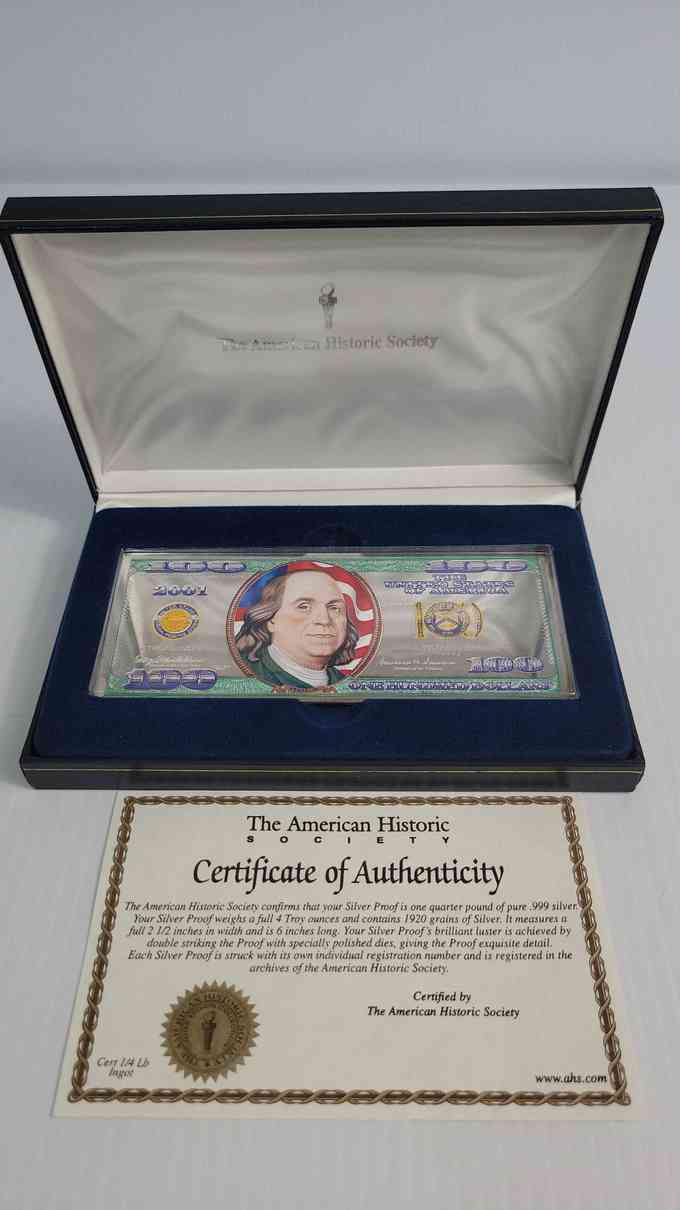 The American Historic Society
100
100
2001
THE
UNITED STATES
OF AMERICA
100
ONE HUNDRED DOLLARS
The American Historic
SOCIETY
Certificate of Authenticity
The American Historic Society confirms that your Silver Proof is one quarter pound of pure .999 silver.
Your Silver Proof weighs a full 4 Troy ounces and contains 1920 grains of Silver. It measures a
full 2 1/2 inches in width and is 6 inches long. Your Silver Proof's brilliant luster is achieved by
double striking the Proof with specially polished dies, giving the Proof exquisite detail.
Each Silver Proof is struck with its own individual registration number and is registered in the
archives of the American Historic Society.
Certified by
The American Historic Society
Cert 1/4 Lb
Ingot
www.ahs.com